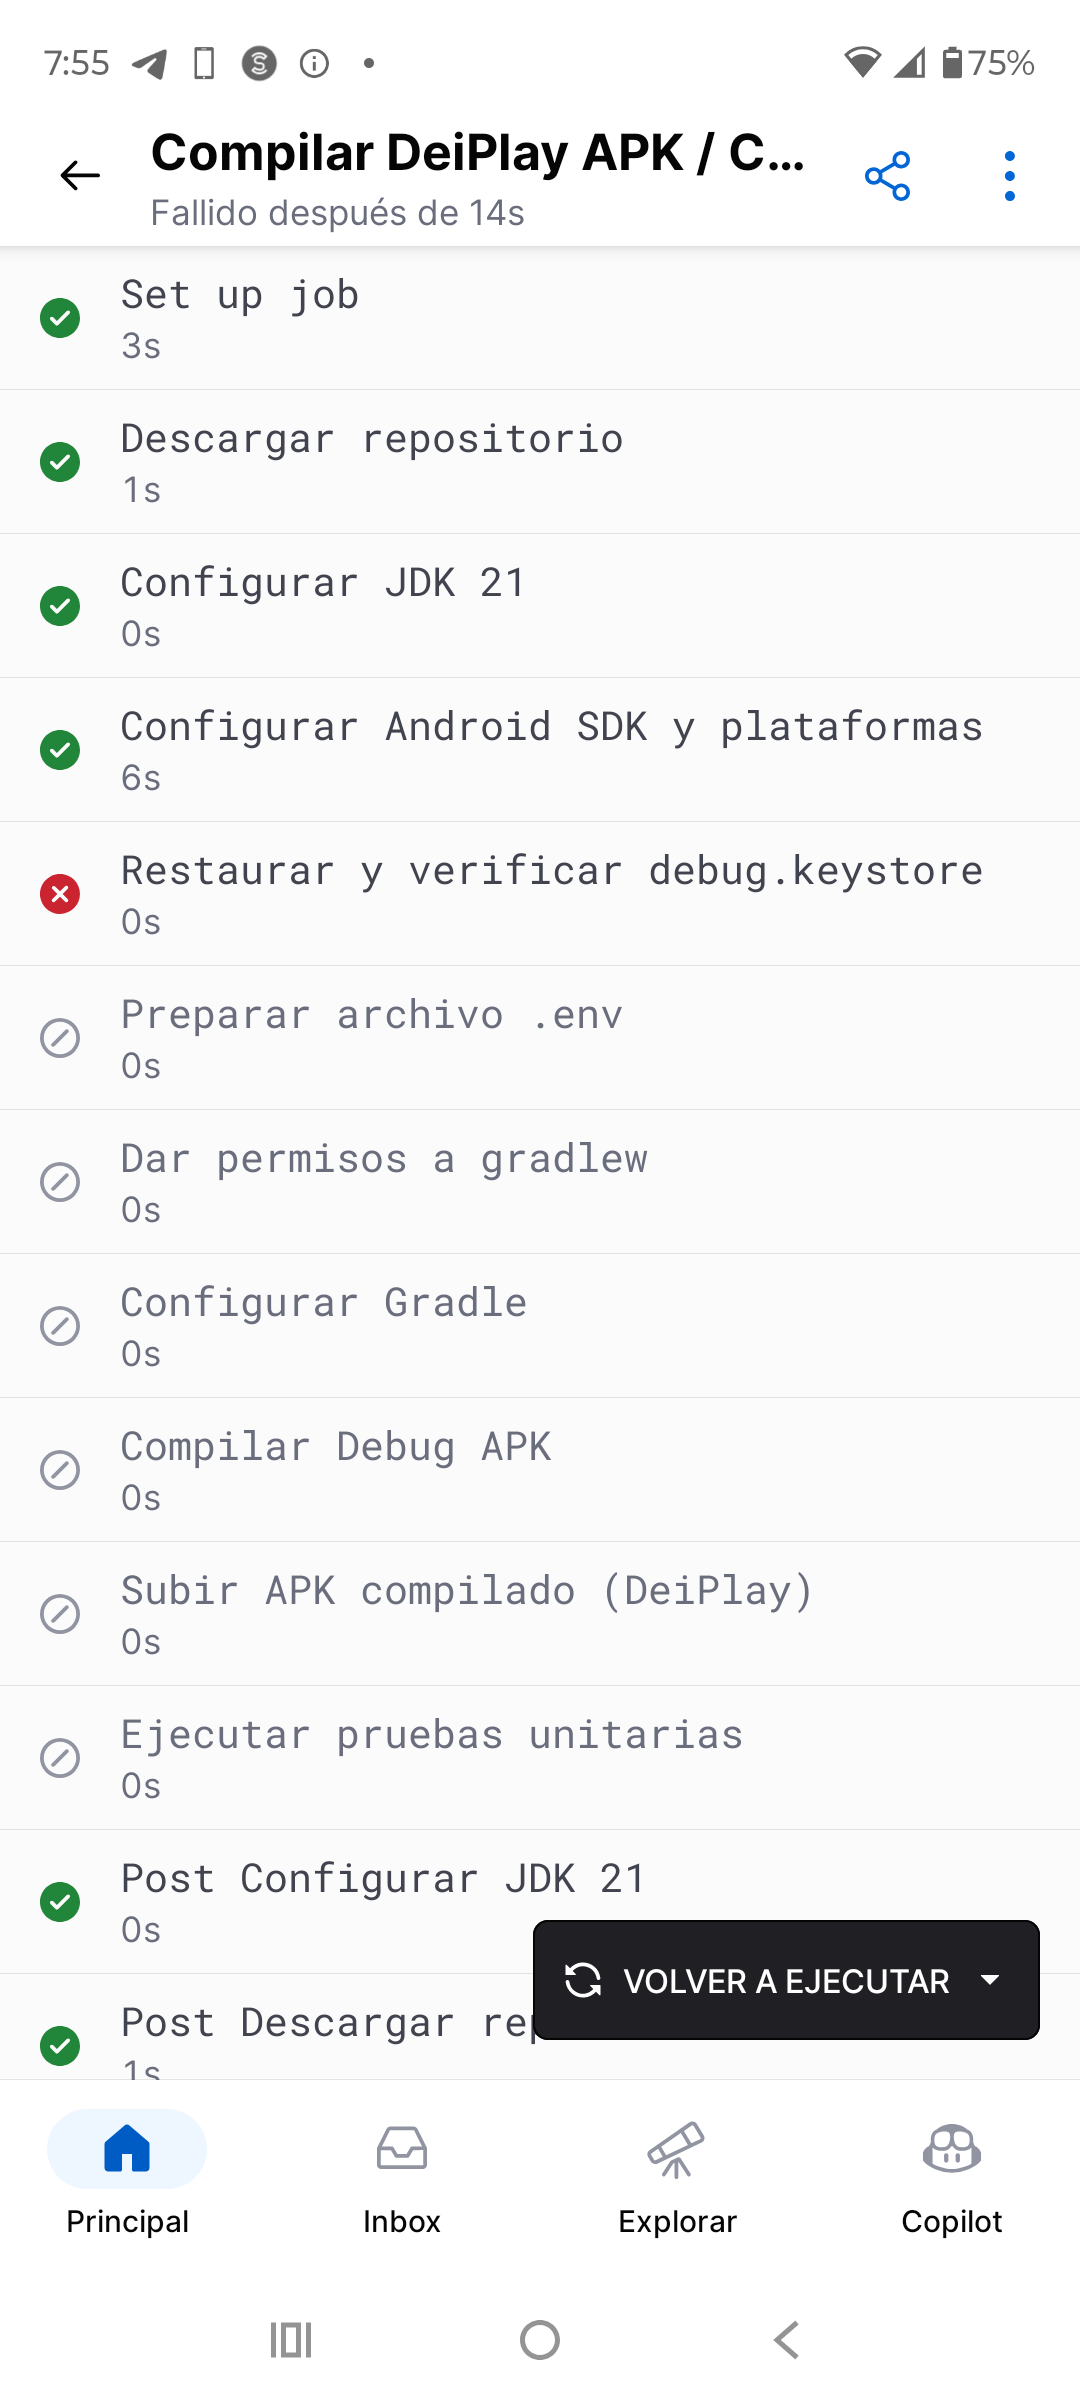 7:55
75%
Compilar DeiPlay APK / C...
Fallido después de 14s
Set up job
3s
Descargar repositorio
1s
Configurar JDK 21
0s
Configurar Android SDK y plataformas
6s
Restaurar y verificar debug.keystore
0s
Preparar archivo .env
0s
Dar permisos a gradlew
0s
Configurar Gradle
0s
Compilar Debug APK
0s
Subir APK compilado (DeiPlay)
0s
Ejecutar pruebas unitarias
0s
Post Configurar JDK 21
0s
VOLVER A EJECUTAR
Post Descargar rep
1s
Principal
Inbox
Explorar
Copilot